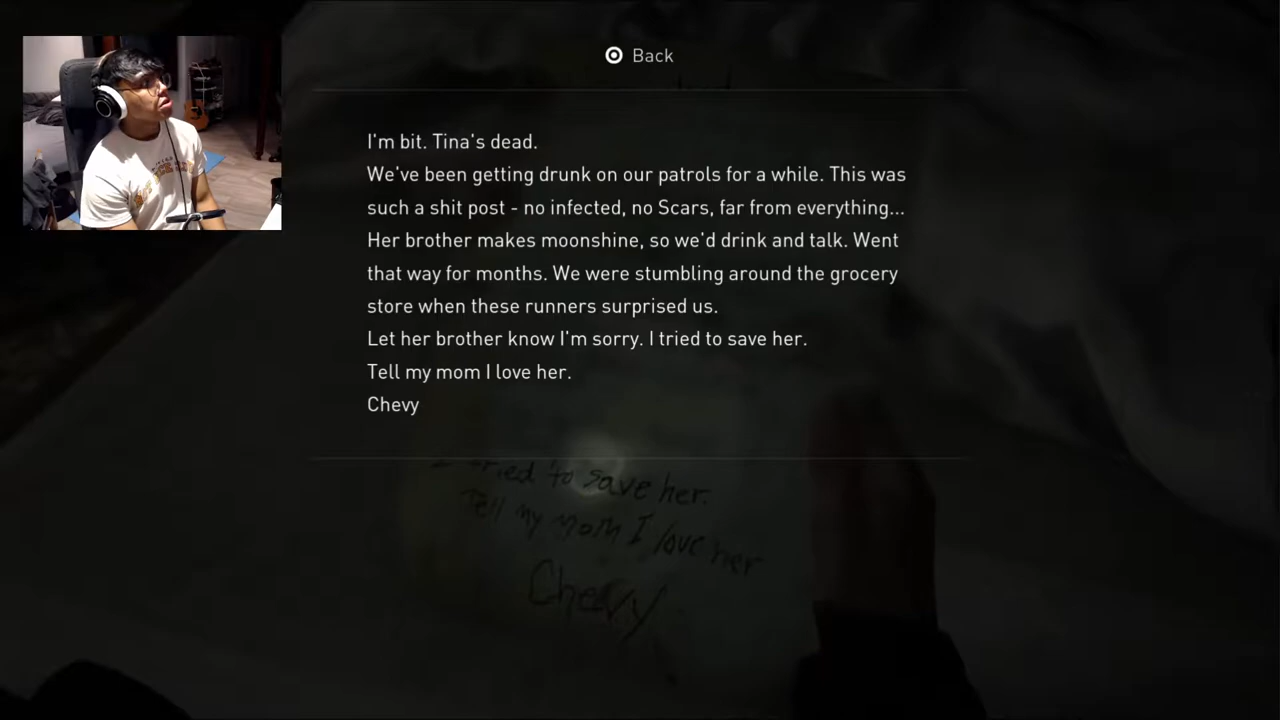 Back
I'm bit. Tina's dead.
We've been getting drunk on our patrols for a while. This was
such a shit post - no infected, no Scars, far from everything...
Her brother makes moonshine, so we'd drink and talk. Went
that way for months. We were stumbling around the grocery
store when these runners surprised us.
Let her brother know I'm sorry. I tried to save her.
Tell my mom I love her.
Chevy
I tried to save her.
Tell my mom I love her
Chevy